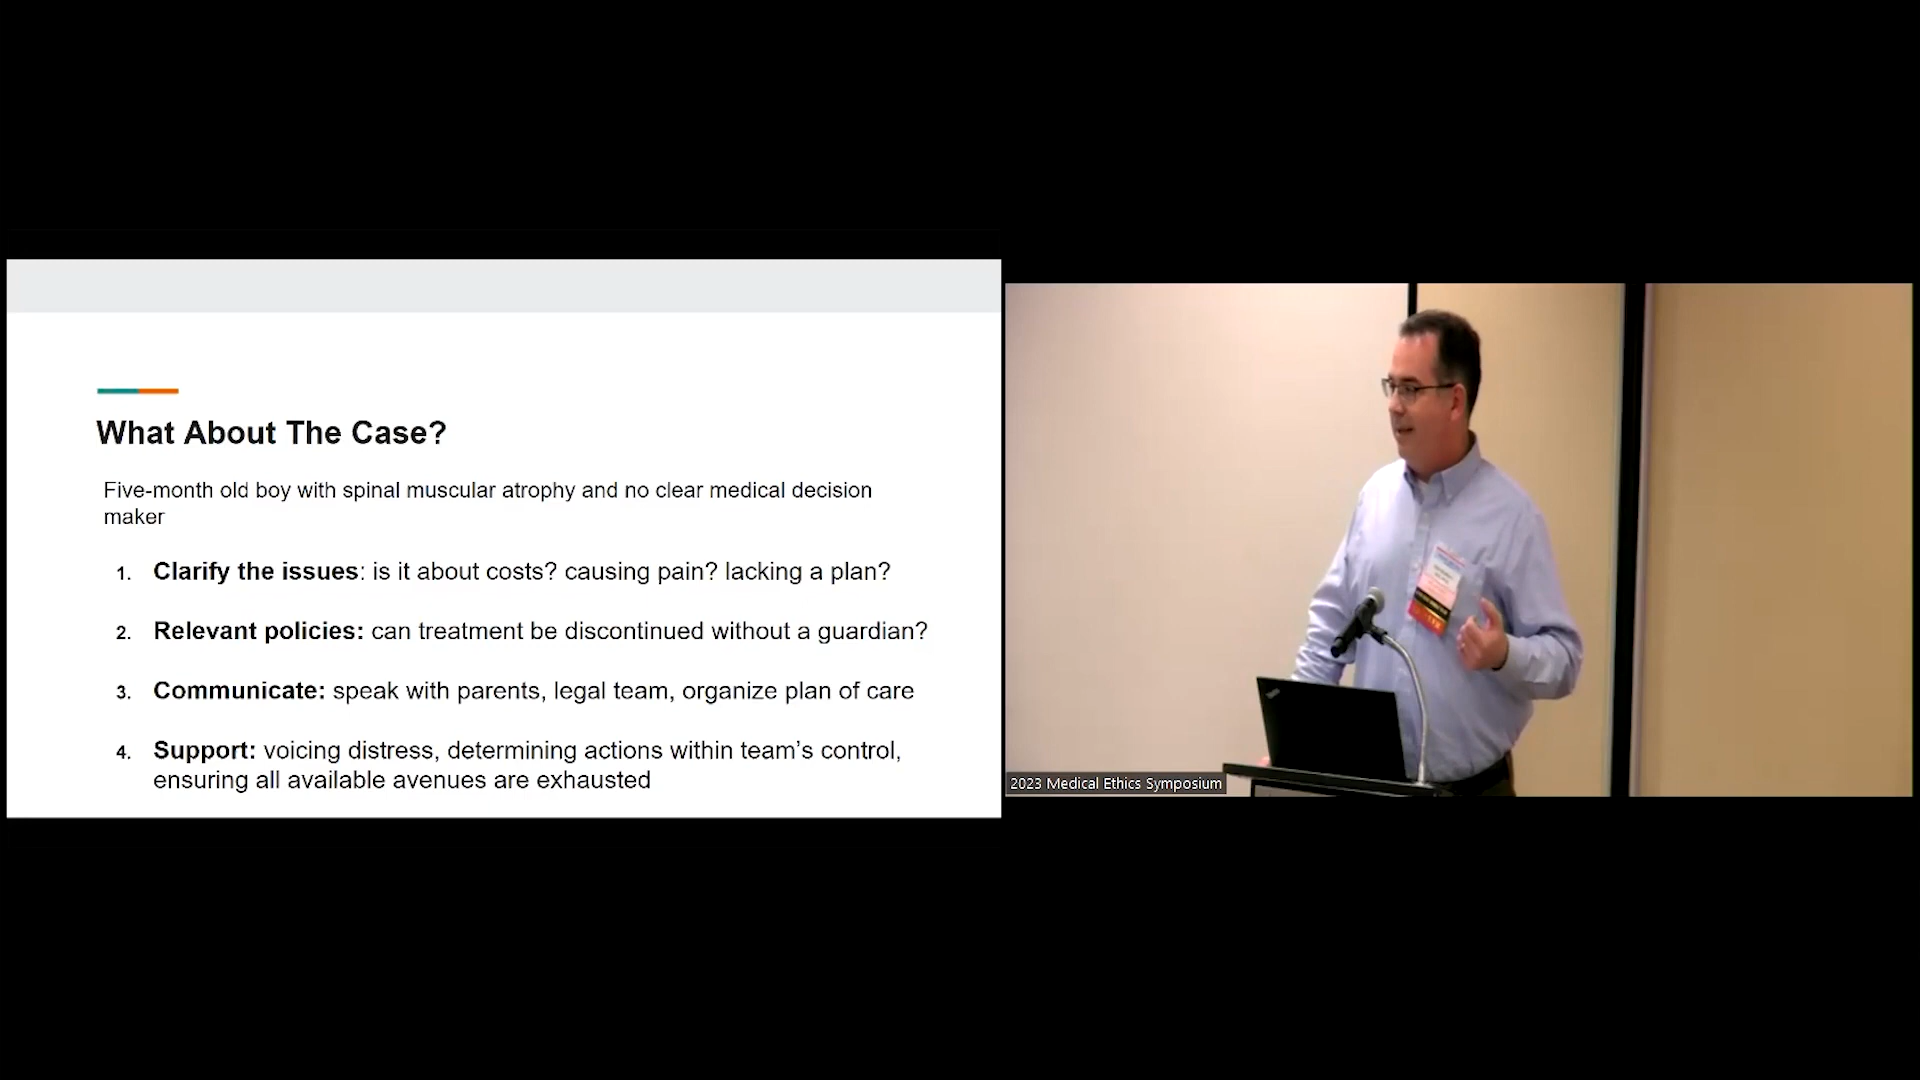 What About The Case?
Five-month old boy with spinal muscular atrophy and no clear medical decision
maker
1. Clarify the issues: is it about costs? causing pain? lacking a plan?
2. Relevant policies: can treatment be discontinued without a guardian?
3. Communicate: speak with parents, legal team, organize plan of care
4. Support: voicing distress, determining actions within team's control,
ensuring all available avenues are exhausted
2023 Medical Ethics Symposium